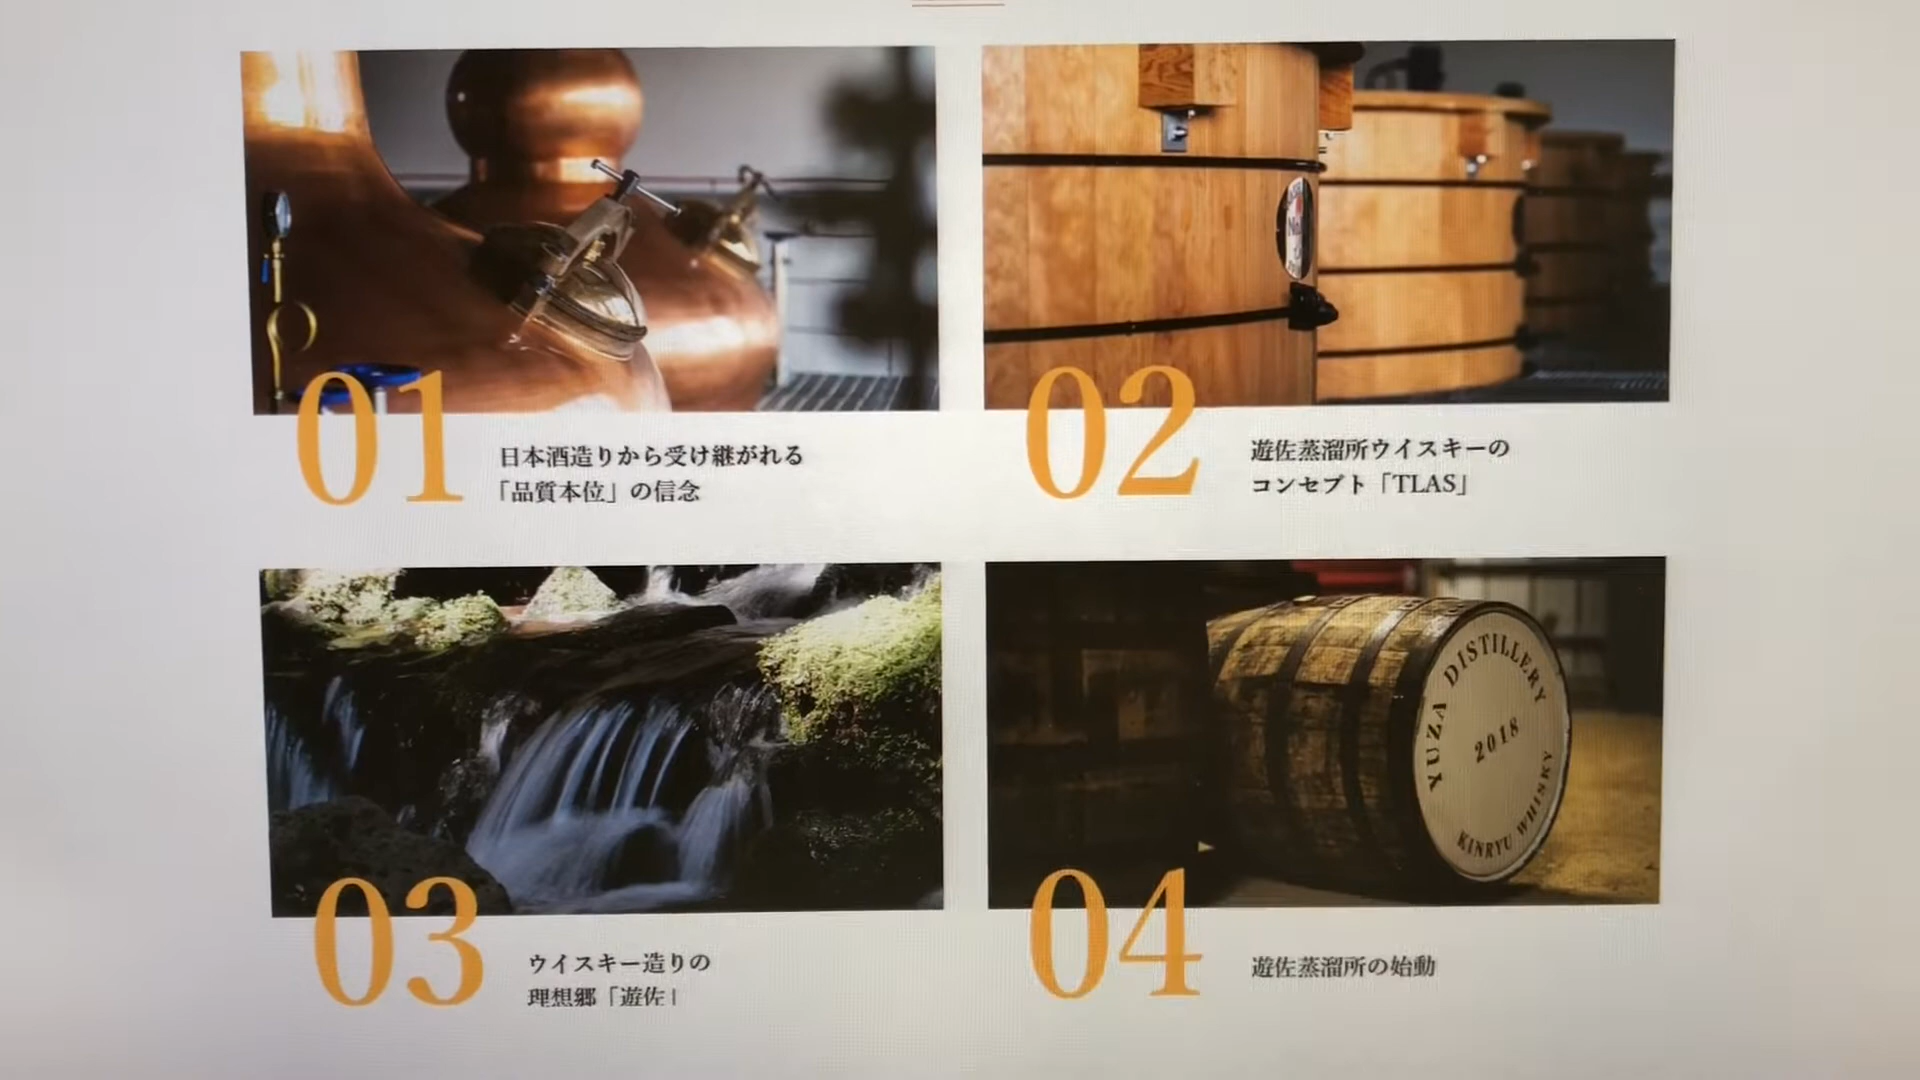 01
日本酒造りから受け継がれる
「品質本位」の信念
02
遊佐蒸溜所ウイスキーの
コンセプト「TLAS」
03
ウイスキー造りの
理想郷「遊佐」
YUZA DISTILLERY
2018
KINRYU WHISKY
04
遊佐蒸溜所の始動